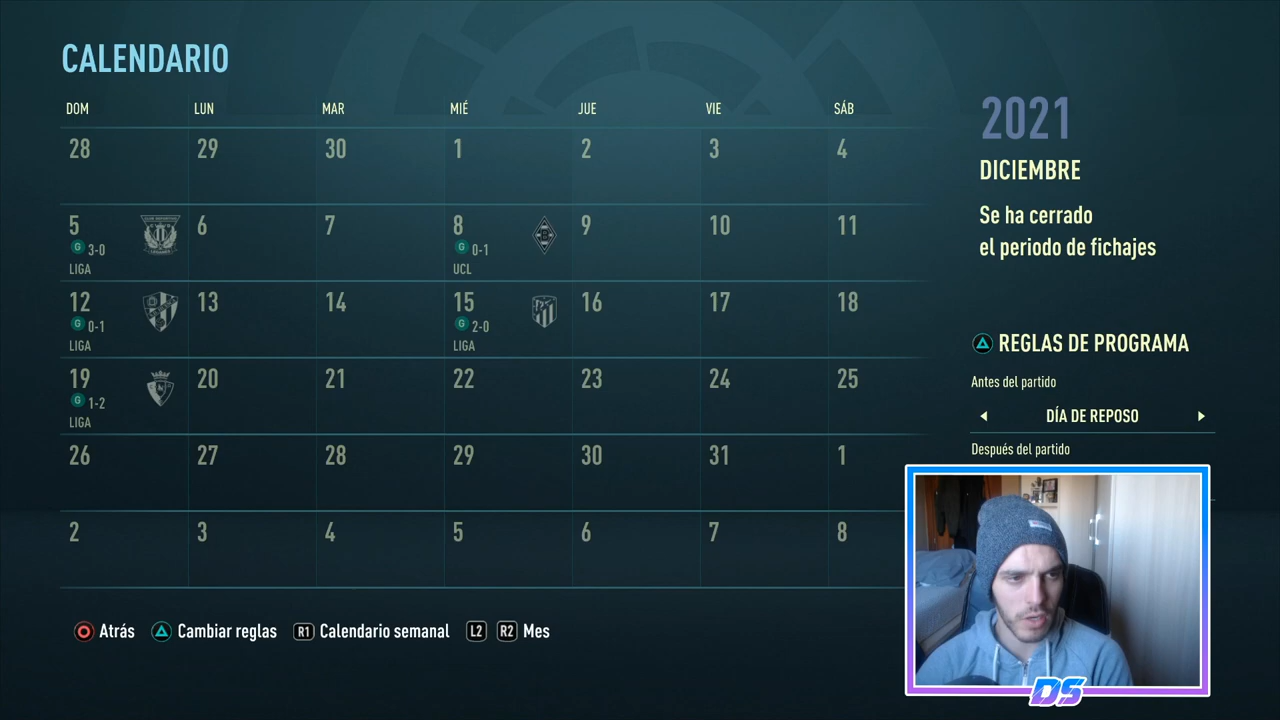 CALENDARIO
DOM LUN MAR MIÉ JUE VIE SÁB
28 29 30 1 2 3 4
5 6 7 8 9 10 11
G 3-0 G 0-1
LIGA UCL
12 13 14 15 16 17 18
G 0-1 G 2-0
LIGA LIGA
19 20 21 22 23 24 25
G 1-2
LIGA
26 27 28 29 30 31 1
2 3 4 5 6 7 8
2021
DICIEMBRE
Se ha cerrado
el periodo de fichajes
REGLAS DE PROGRAMA
Antes del partido
DÍA DE REPOSO
Después del partido
Atrás Cambiar reglas R1 Calendario semanal L2 R2 Mes
DS